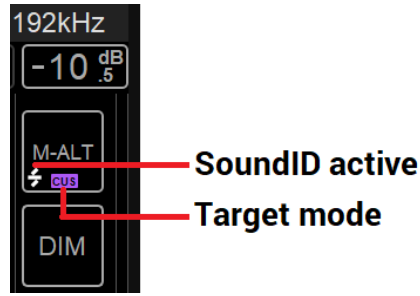 192kHz
-10 dB
.5
M-ALT
SoundID active
CUS
Target mode
DIM